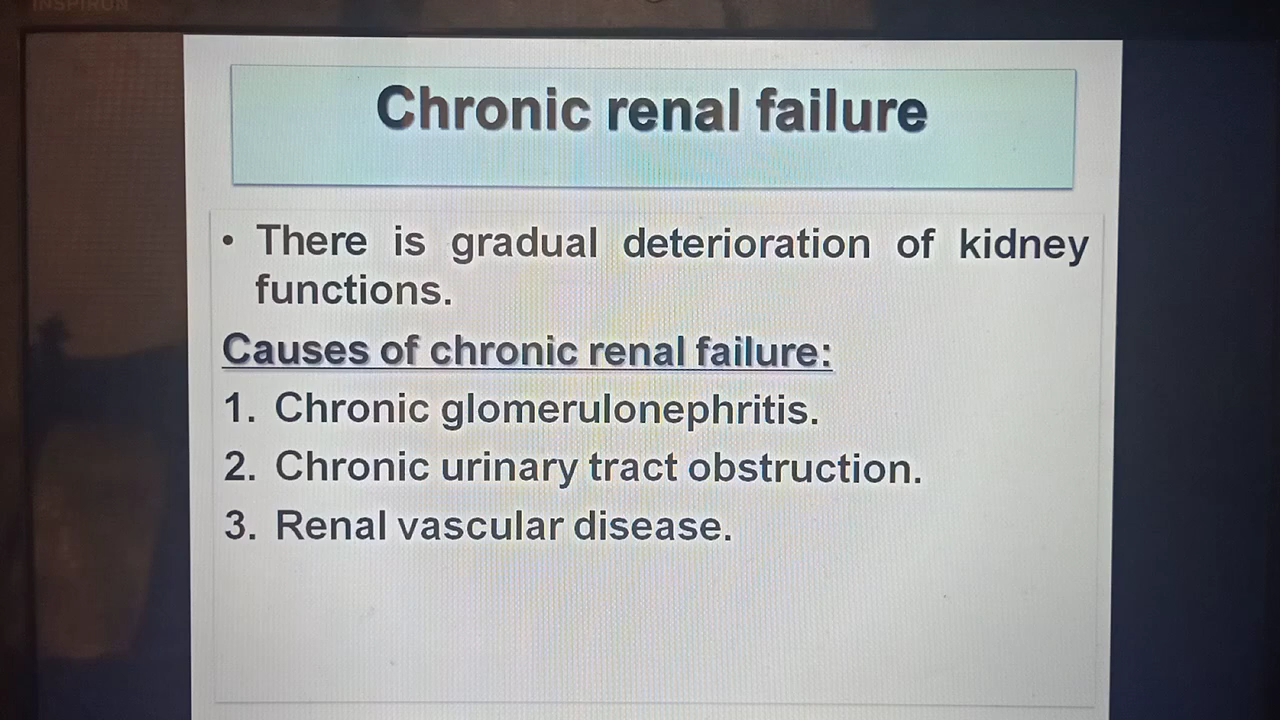 INSPIRON
Chronic renal failure
• There is gradual deterioration of kidney
functions.
Causes of chronic renal failure:
1. Chronic glomerulonephritis.
2. Chronic urinary tract obstruction.
3. Renal vascular disease.